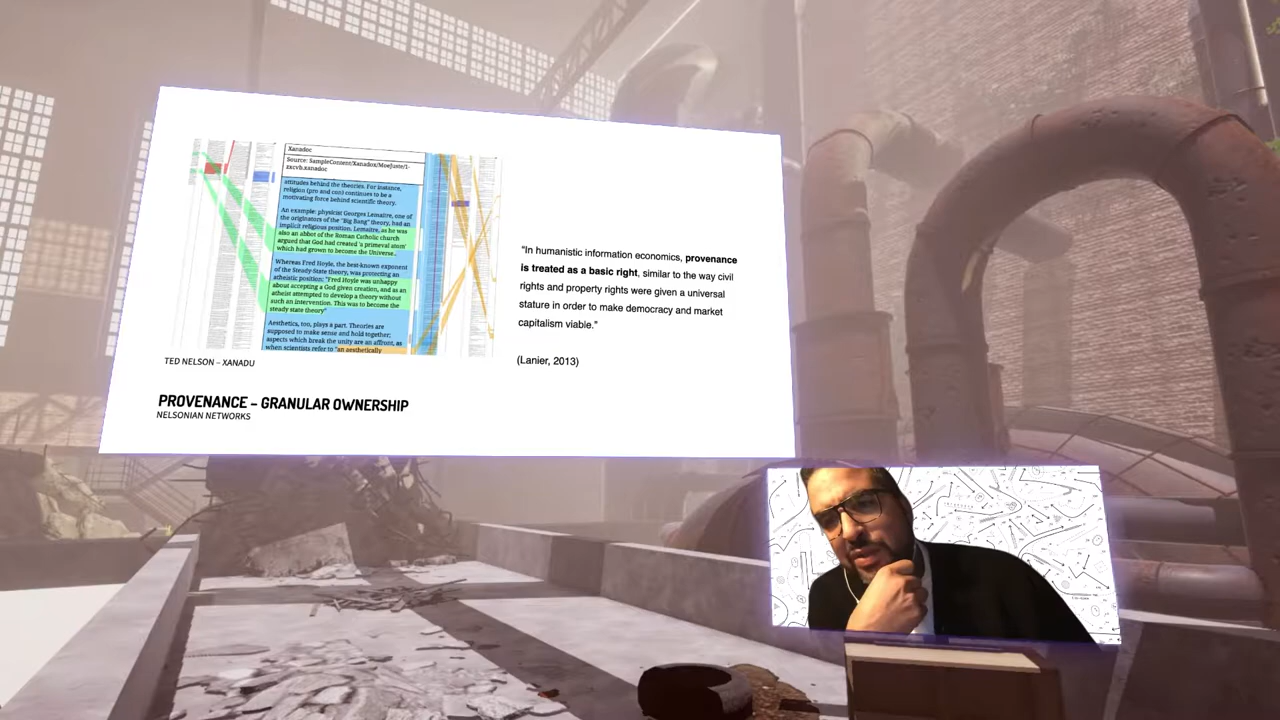 Xanadoc
Source: SampleContent/Xanadox/MoeJuste/1-
zxcvb.xanadoc
attitudes behind the theories. For instance,
religion (pro and con) continues to be a
motivating force behind scientific theory.
An example: physicist Georges Lemaitre, one of
the originators of the "Big Bang" theory, had an
implicit religious position. Lemaitre, as he was
also an abbot of the Roman Catholic church
argued that God had created 'a primeval atom'
which had grown to become the Universe..
Whereas Fred Hoyle, the best-known exponent
of the Steady-State theory, was protecting an
atheistic position: "Fred Hoyle was unhappy
about accepting a God given creation, and as an
atheist attempted to develop a theory without
such an intervention. This was to become the
steady state theory"
Aesthetics, too, plays a part. Theories are
supposed to make sense and hold together;
aspects which break the unity are an affront, as
when scientists refer to "an aesthetically
TED NELSON – XANADU
"In humanistic information economics, provenance
is treated as a basic right, similar to the way civil
rights and property rights were given a universal
stature in order to make democracy and market
capitalism viable."
(Lanier, 2013)
PROVENANCE – GRANULAR OWNERSHIP
NELSONIAN NETWORKS